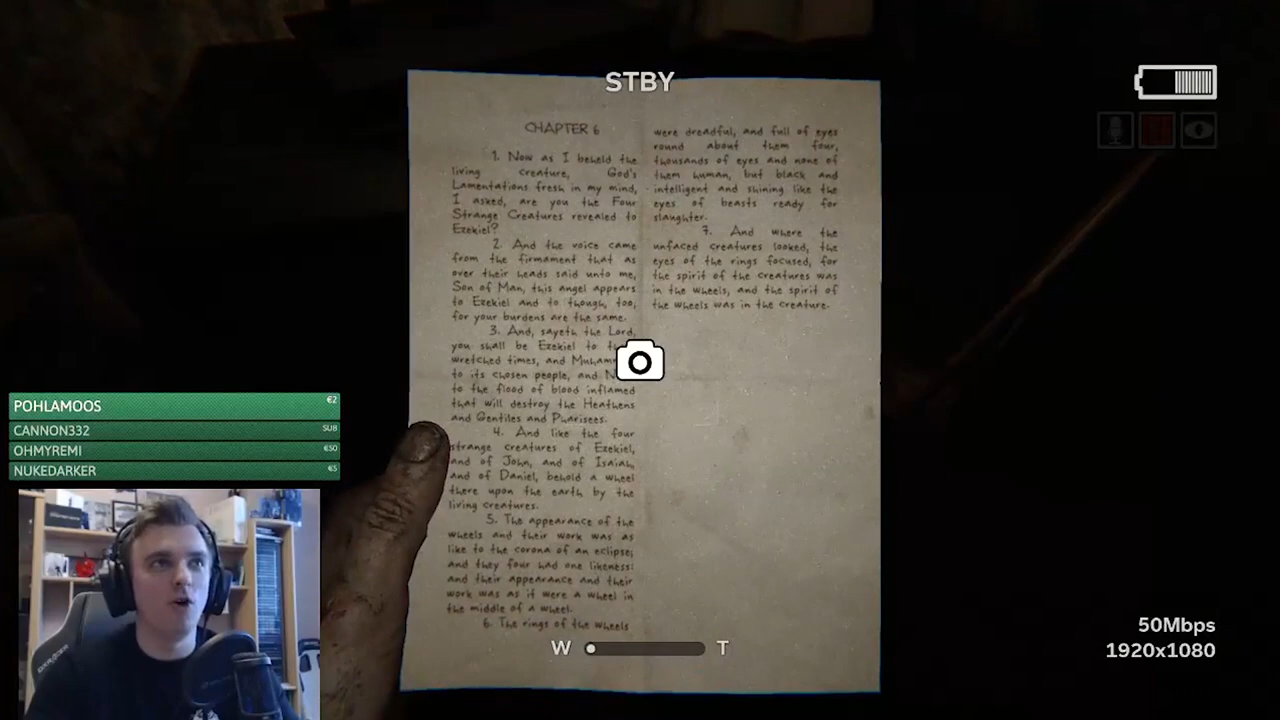 STBY
CHAPTER 6
1. Now as I beheld the
living creature, God's
Lamentations fresh in my mind,
I asked, are you the Four
Strange Creatures revealed to
Ezekiel?
2. And the voice came
from the firmament that as
over their heads said unto me,
Son of Man, this angel appears
to Ezekiel and to though, too,
for your burdens are the same.
3. And, sayeth the Lord,
you shall be Ezekiel to
wretched times, and
to its chosen people, and
to the flood of blood inflamed
that will destroy the Heathens
and Gentiles and Pharisees.
4. And like the four
strange creatures of Ezekiel,
and of John, and of Isaiah,
and of Daniel, behold a wheel
there upon the earth by the
living creatures.
5. The appearance of the
wheels and their work was as
like to the corona of an eclipse;
and they four had one likeness:
and their appearance and their
work was as it were a wheel in
the middle of a wheel.
6. The rings of the wheels
were dreadful, and full of eyes
round about them four,
thousands of eyes and none of
them human, but black and
intelligent and shining like the
eyes of beasts ready for
slaughter.
7. And where the
unfaced creatures looked, the
eyes of the rings focused, for
the spirit of the creatures was
in the wheels, and the spirit of
the wheels was in the creature.
POHLAMOOS €2
CANNON332 SUB
OHMYREMI €50
NUKEDARKER €5
W T
50Mbps
1920x1080